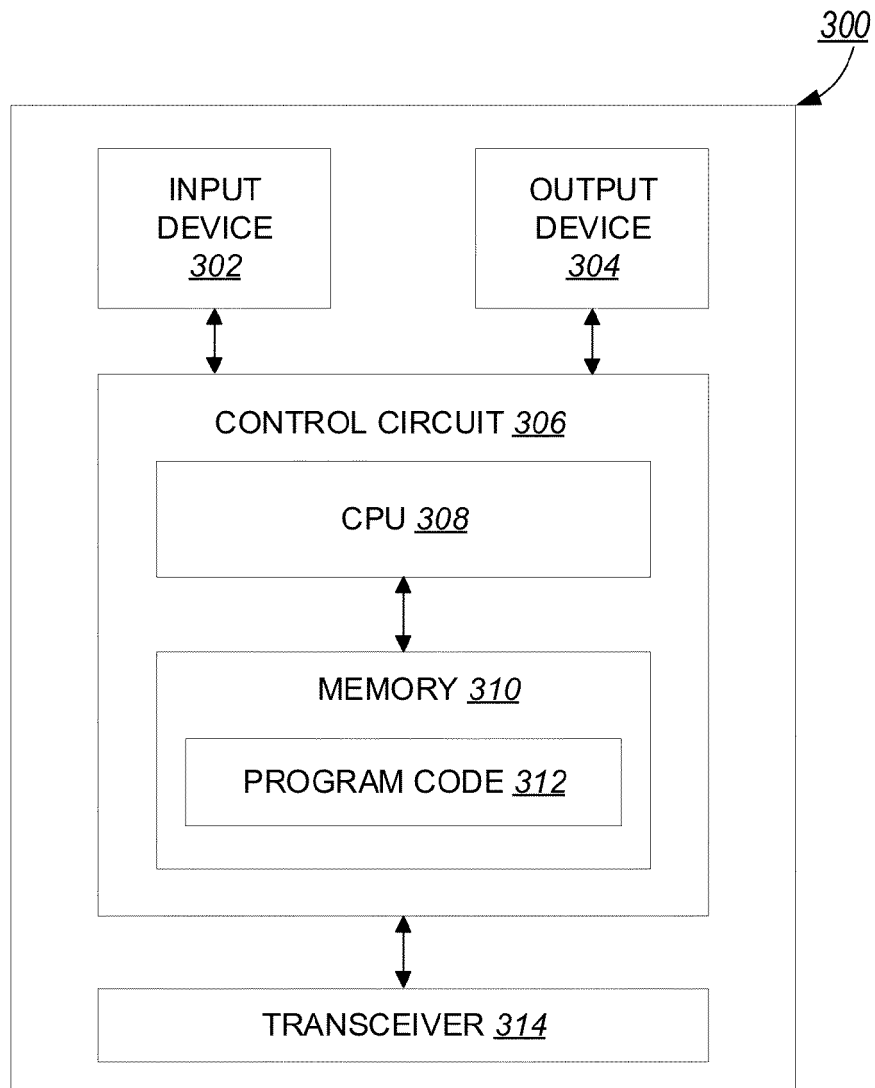 300
INPUT
DEVICE
302
OUTPUT
DEVICE
304
CONTROL CIRCUIT 306
CPU 308
MEMORY 310
PROGRAM CODE 312
TRANSCEIVER 314